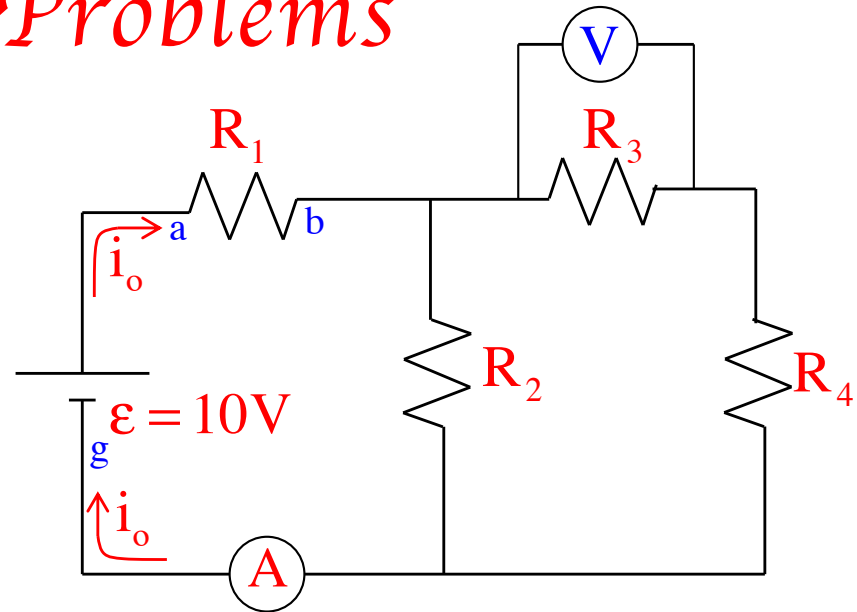 Problems
V
R₁
R₃
a
b
iₒ
R₂
R₄
ε = 10V
g
iₒ
A